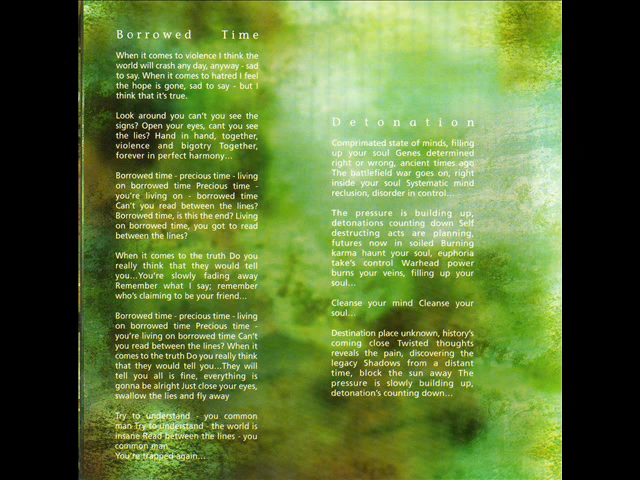 Borrowed Time
When it comes to violence I think the
world will crash any day, anyway - sad
to say. When it comes to hatred I feel
the hope is gone, sad to say - but I
think that it's true.
Look around you can't you see the
signs? Open your eyes, cant you see
the lies? Hand in hand, together,
violence and bigotry Together,
forever in perfect harmony...
Borrowed time - precious time - living
on borrowed time Precious time -
you're living on - borrowed time
Can't you read between the lines?
Borrowed time, is this the end? Living
on borrowed time, you got to read
between the lines?
When it comes to the truth Do you
really think that they would tell
you...You're slowly fading away
Remember what I say; remember
who's claiming to be your friend...
Borrowed time - precious time - living
on borrowed time Precious time -
you're living on borrowed time Can't
you read between the lines? When it
comes to the truth Do you really think
that they would tell you...They will
tell you all is fine, everything is
gonna be alright Just close your eyes,
swallow the lies and fly away
Try to understand - you common
man Try to understand - the world is
insane Read between the lines - you
common man
You're trapped again...
Detonation
Comprimated state of minds, filling
up your soul Genes determined
right or wrong, ancient times ago
The battlefield war goes on, right
inside your soul Systematic mind
reclusion, disorder in control...
The pressure is building up,
detonations counting down Self
destructing acts are planning,
futures now in soiled Burning
karma haunt your soul, euphoria
take's control Warhead power
burns your veins, filling up your
soul...
Cleanse your mind Cleanse your
soul...
Destination place unknown, history's
coming close Twisted thoughts
reveals the pain, discovering the
legacy Shadows from a distant
time, block the sun away The
pressure is slowly building up,
detonation's counting down...